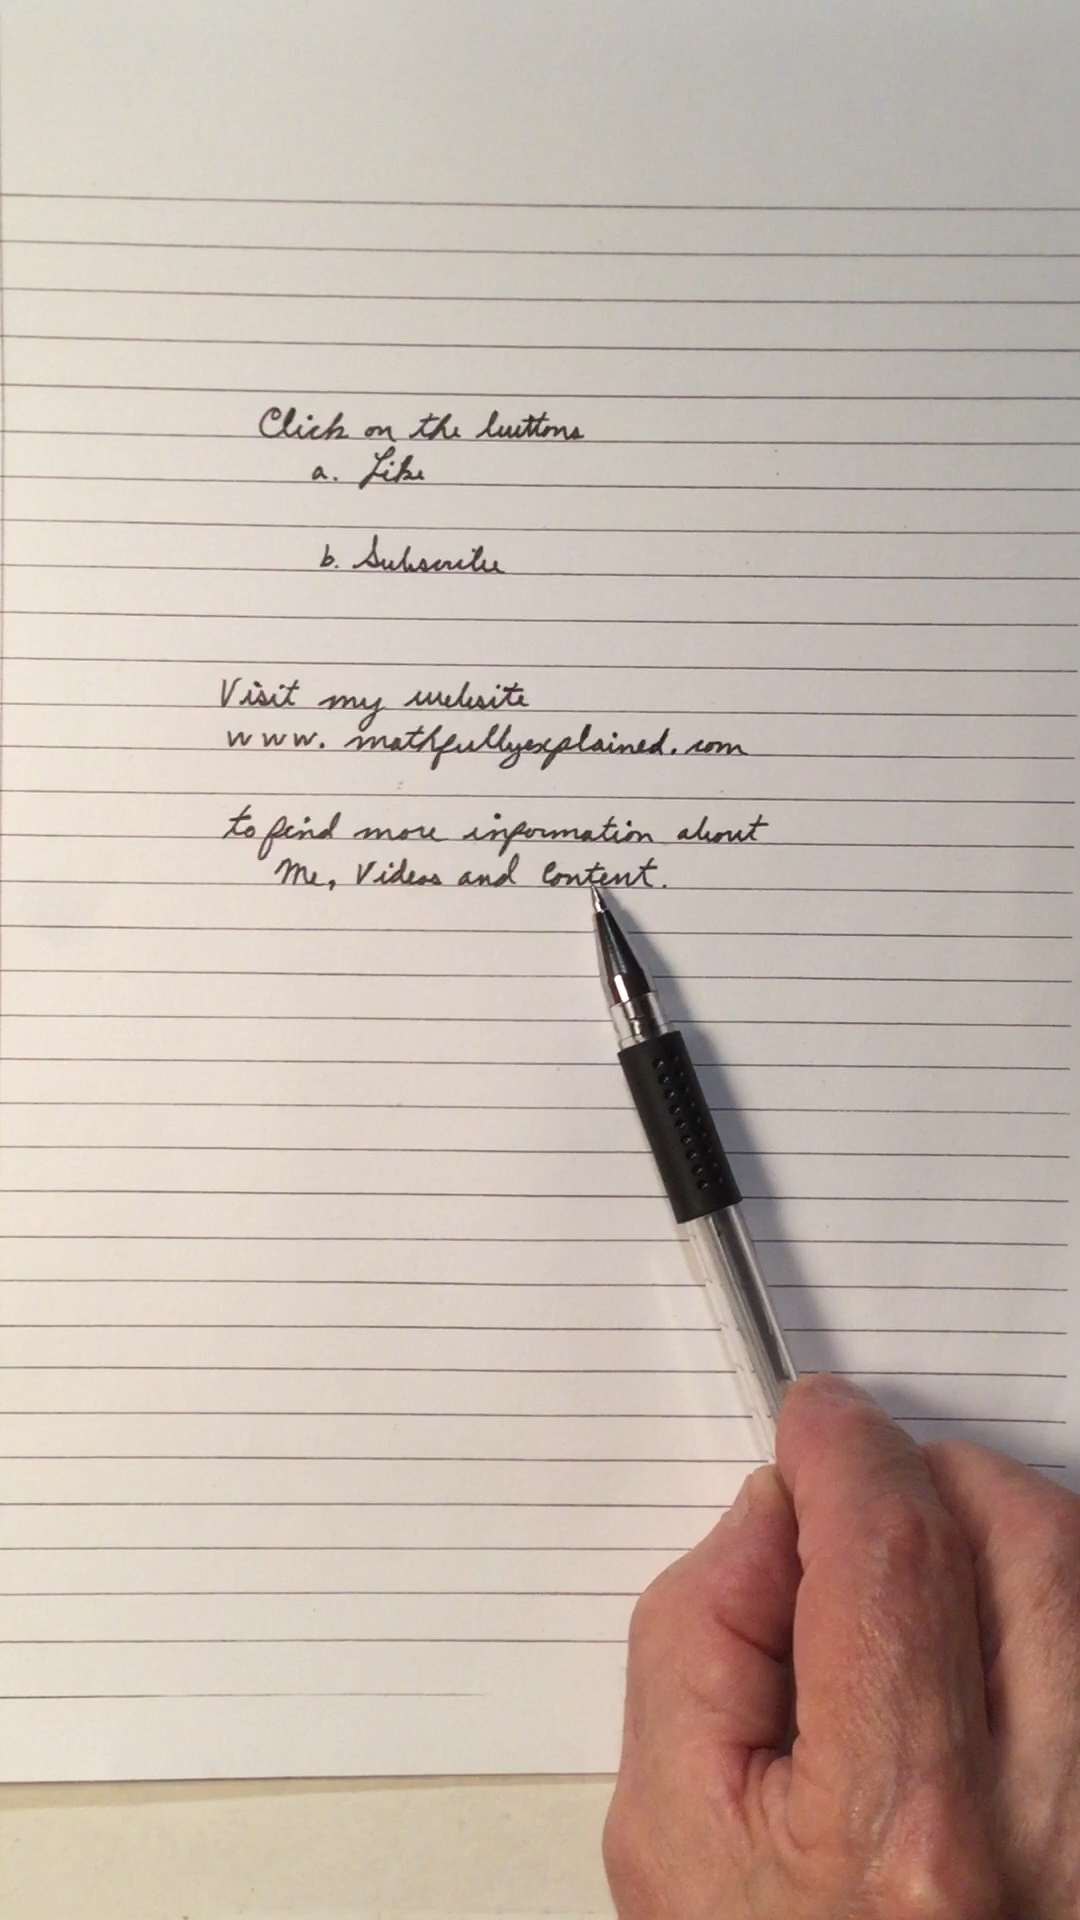 Click on the buttons
a. Like
b. Subscribe
Visit my website
www. mathfullyexplained.com
to find more information about
Me, Videos and Content.